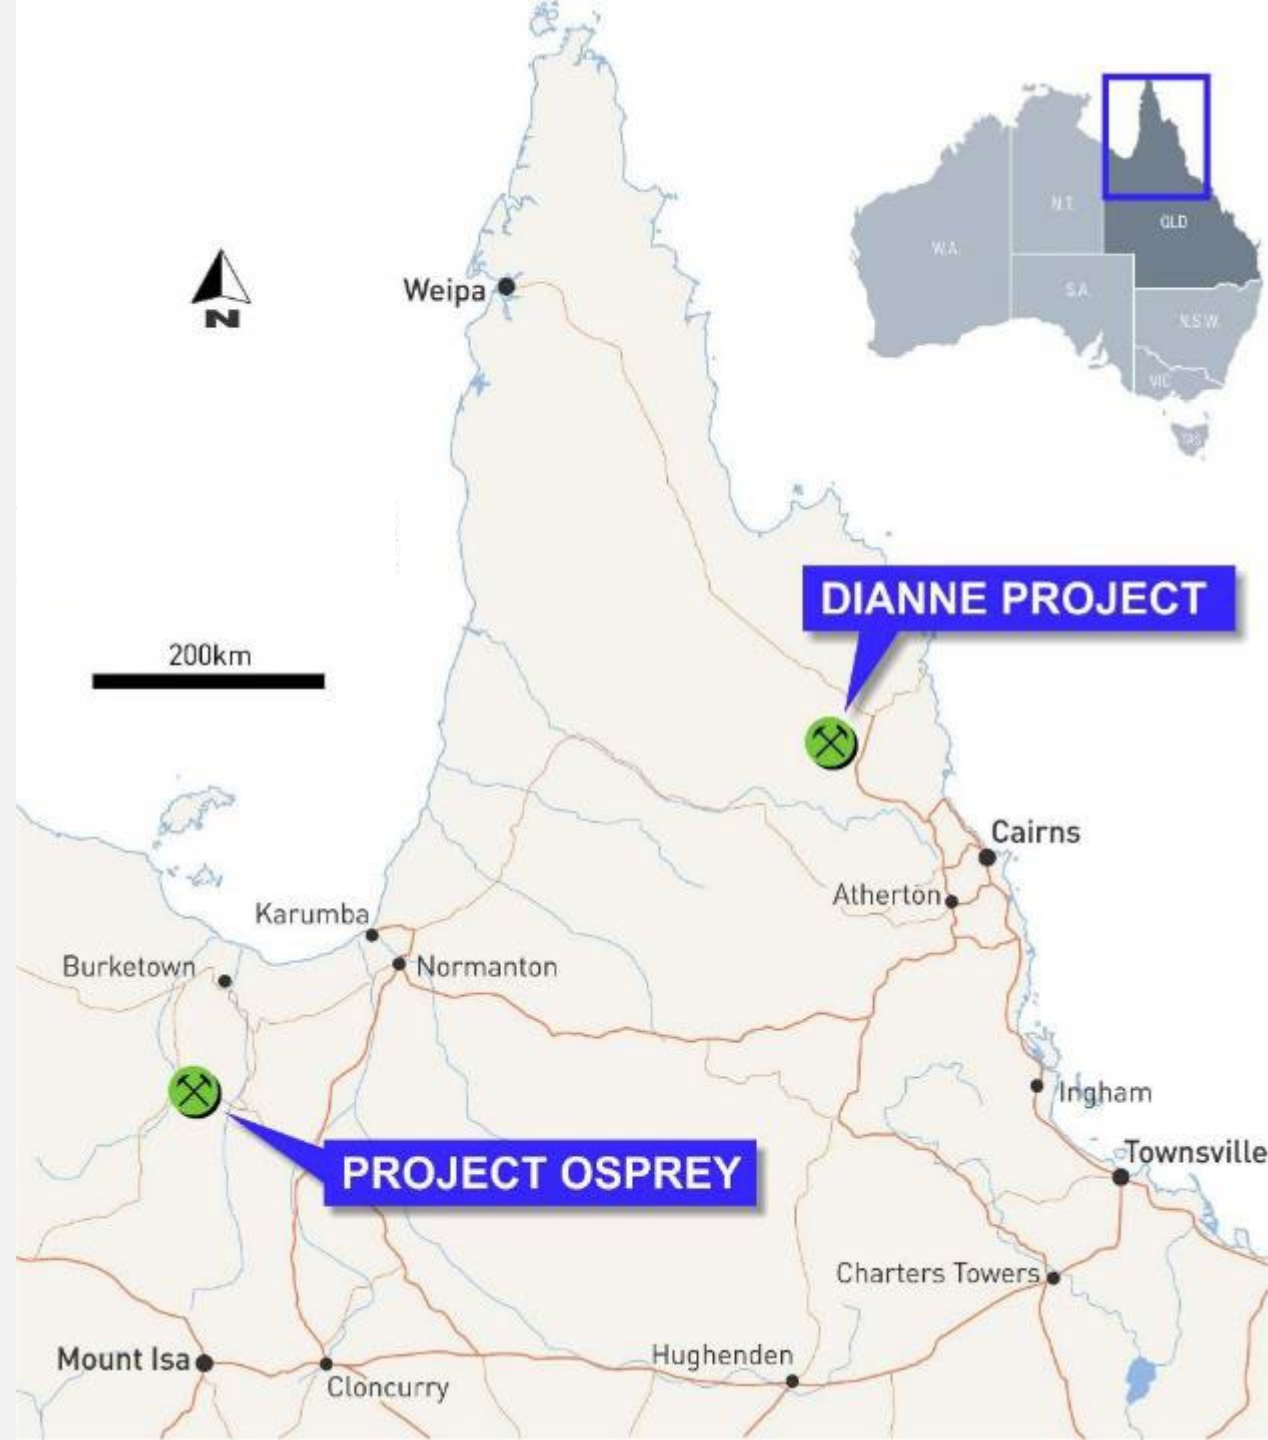 N.T.
QLD
W.A.
S.A.
N.S.W.
VIC
TAS
Weipa
N
DIANNE PROJECT
200km
Cairns
Atherton
Karumba
Burketown
Normanton
Ingham
Townsville
PROJECT OSPREY
Charters Towers
Mount Isa
Hughenden
Cloncurry